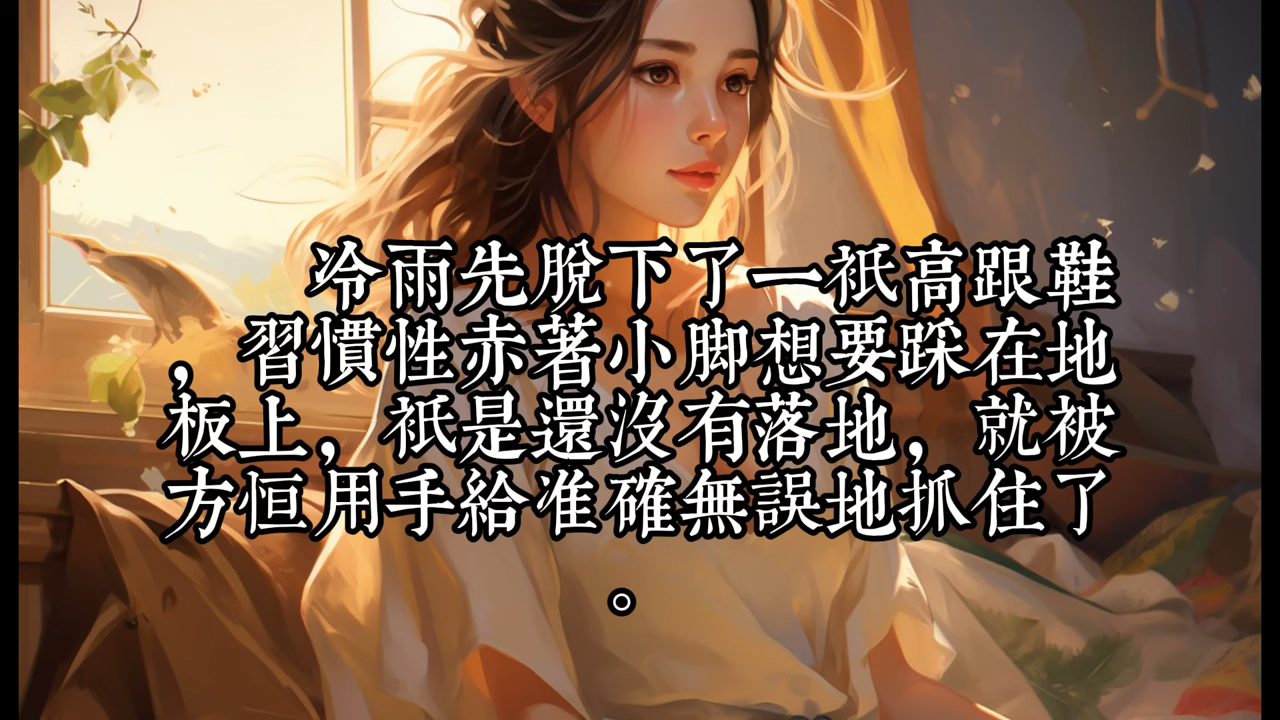 冷雨先脫下了一祇高跟鞋
，習慣性赤著小脚想要踩在地
板上，祇是還沒有落地，就被
方恒用手給准確無誤地抓住了
。